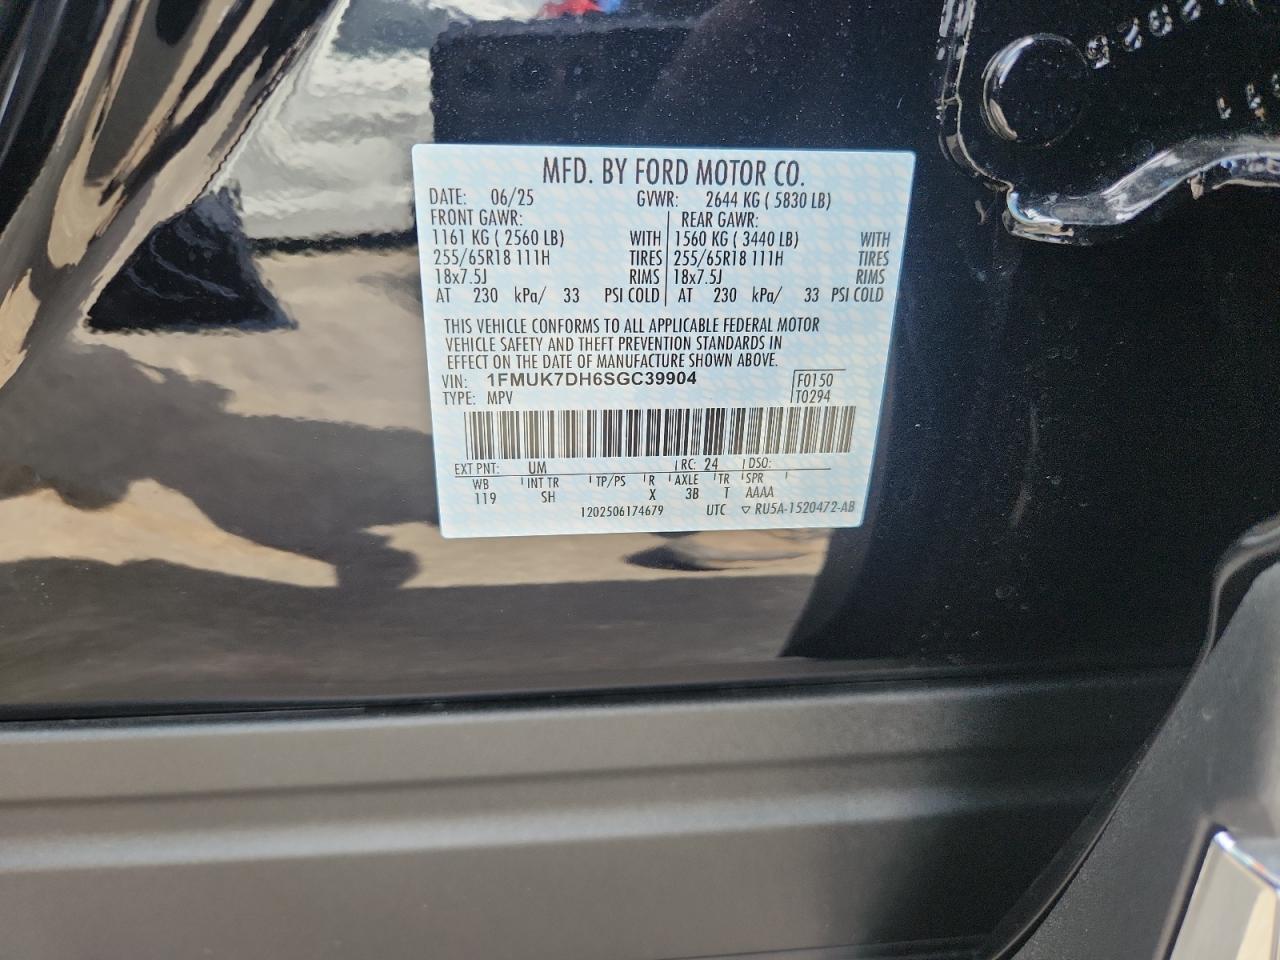 MFD. BY FORD MOTOR CO.
DATE: 06/25 GVWR: 2644 KG ( 5830 LB)
FRONT GAWR: REAR GAWR:
1161 KG ( 2560 LB) WITH 1560 KG ( 3440 LB) WITH
255/65R18 111H TIRES 255/65R18 111H TIRES
18x7.5J RIMS 18x7.5J RIMS
AT 230 kPa/ 33 PSI COLD AT 230 kPa/ 33 PSI COLD
THIS VEHICLE CONFORMS TO ALL APPLICABLE FEDERAL MOTOR
VEHICLE SAFETY AND THEFT PREVENTION STANDARDS IN
EFFECT ON THE DATE OF MANUFACTURE SHOWN ABOVE.
VIN: 1FMUK7DH6SGC39904 F0150
TYPE: MPV T0294
EXT PNT: UM RC: 24 DSO:
WB INT TR TP/PS R AXLE TR SPR
119 SH X 3B T AAAA
1202506174679 UTC ▽ RU5A-1520472-AB